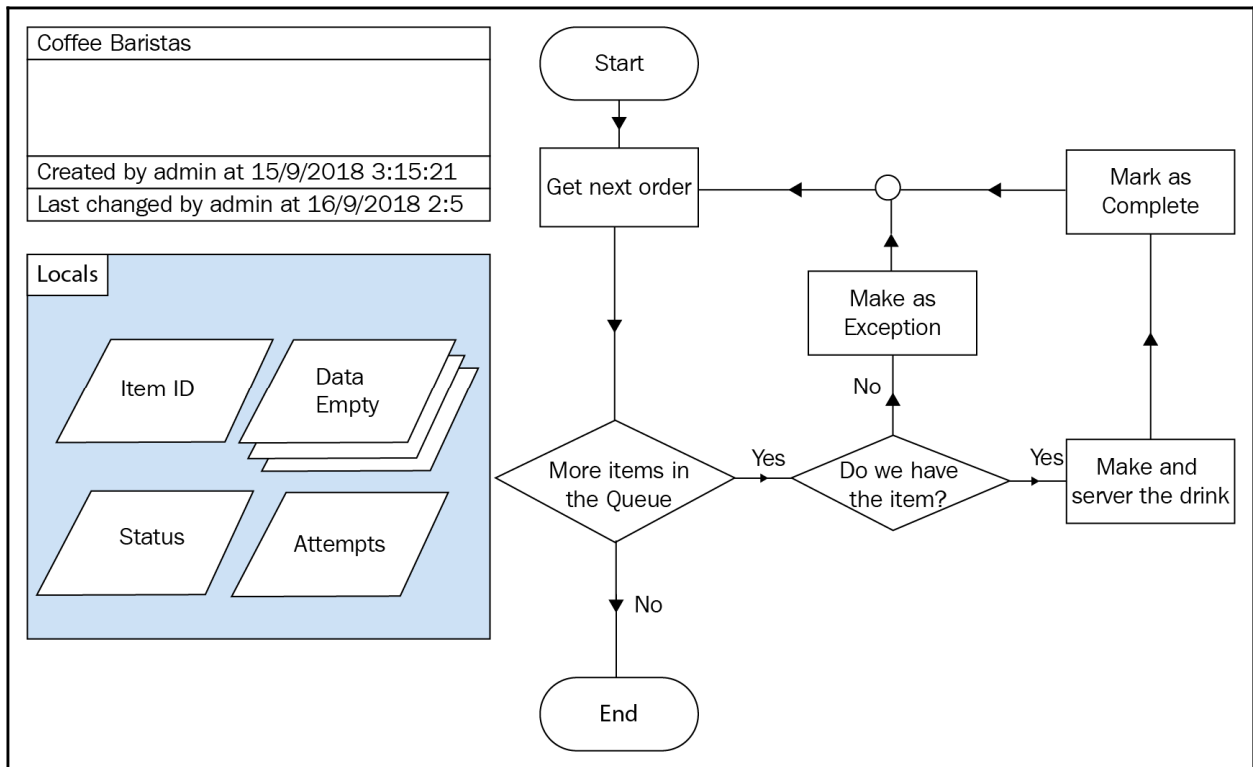 Coffee Baristas
Created by admin at 15/9/2018 3:15:21
Last changed by admin at 16/9/2018 2:5
Locals
Item ID
Data
Empty
Status
Attempts
Start
Get next order
Mark as
Complete
Make as
Exception
No
More items in
the Queue
Yes
Do we have
the item?
Yes
Make and
server the drink
No
End